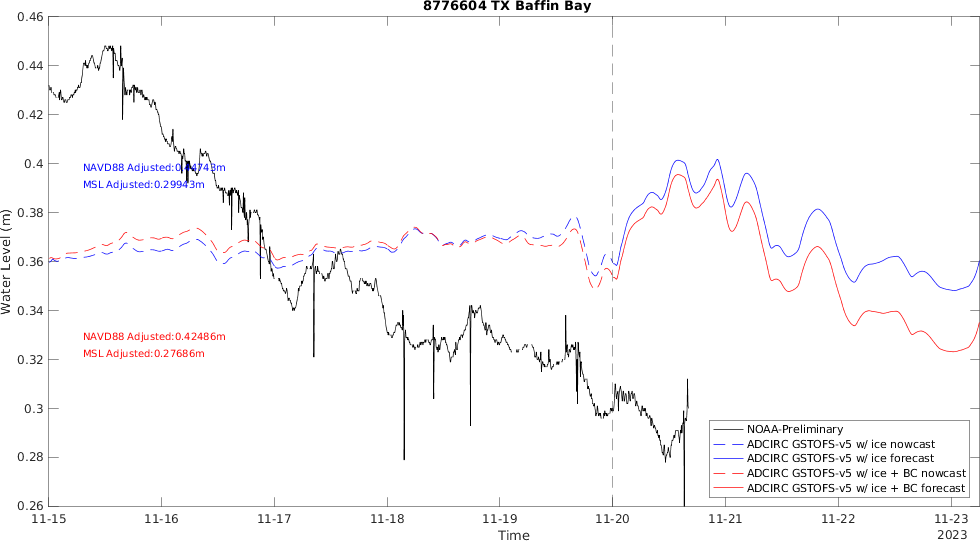 8776604 TX Baffin Bay
0.46
0.44
0.42
0.4
0.38
0.36
0.34
0.32
0.3
0.28
0.26
Water Level (m)
NAVD88 Adjusted:0.44743m
MSL Adjusted:0.29943m
NAVD88 Adjusted:0.42486m
MSL Adjusted:0.27686m
NOAA-Preliminary
ADCIRC GSTOFS-v5 w/ ice nowcast
ADCIRC GSTOFS-v5 w/ ice forecast
ADCIRC GSTOFS-v5 w/ ice + BC nowcast
ADCIRC GSTOFS-v5 w/ ice + BC forecast
11-15 11-16 11-17 11-18 11-19 11-20 11-21 11-22 11-23
Time
2023